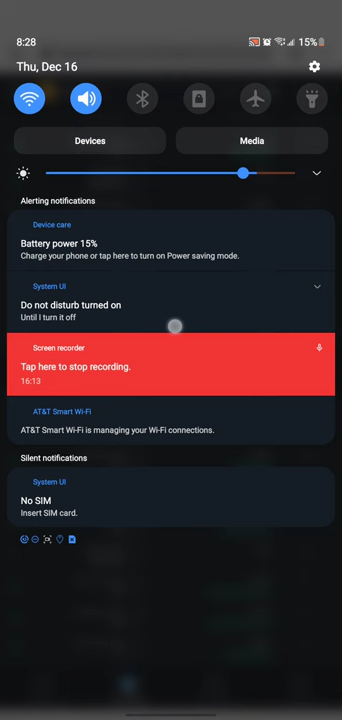 8:28
15%
Thu, Dec 16
Devices
Media
Alerting notifications
Device care
Battery power 15%
Charge your phone or tap here to turn on Power saving mode.
System UI
Do not disturb turned on
Until I turn it off
Screen recorder
Tap here to stop recording.
16:13
AT&T Smart Wi-Fi
AT&T Smart Wi-Fi is managing your Wi-Fi connections.
Silent notifications
System UI
No SIM
Insert SIM card.